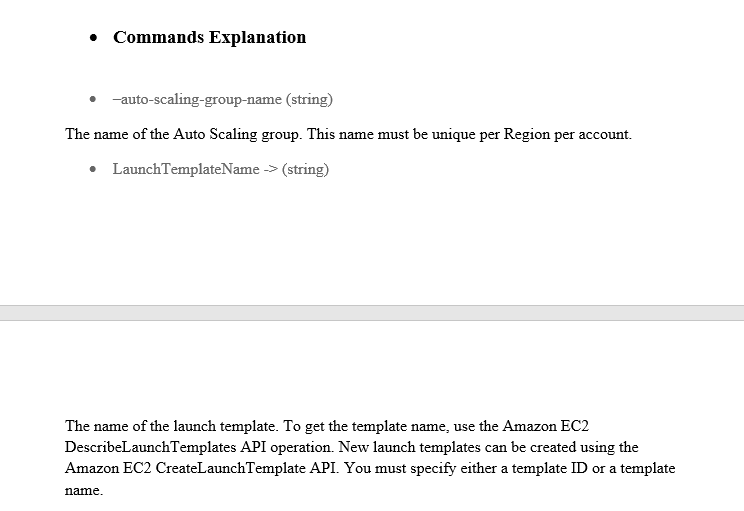 • Commands Explanation
• –auto-scaling-group-name (string)
The name of the Auto Scaling group. This name must be unique per Region per account.
• LaunchTemplateName -> (string)
The name of the launch template. To get the template name, use the Amazon EC2
DescribeLaunchTemplates API operation. New launch templates can be created using the
Amazon EC2 CreateLaunchTemplate API. You must specify either a template ID or a template
name.